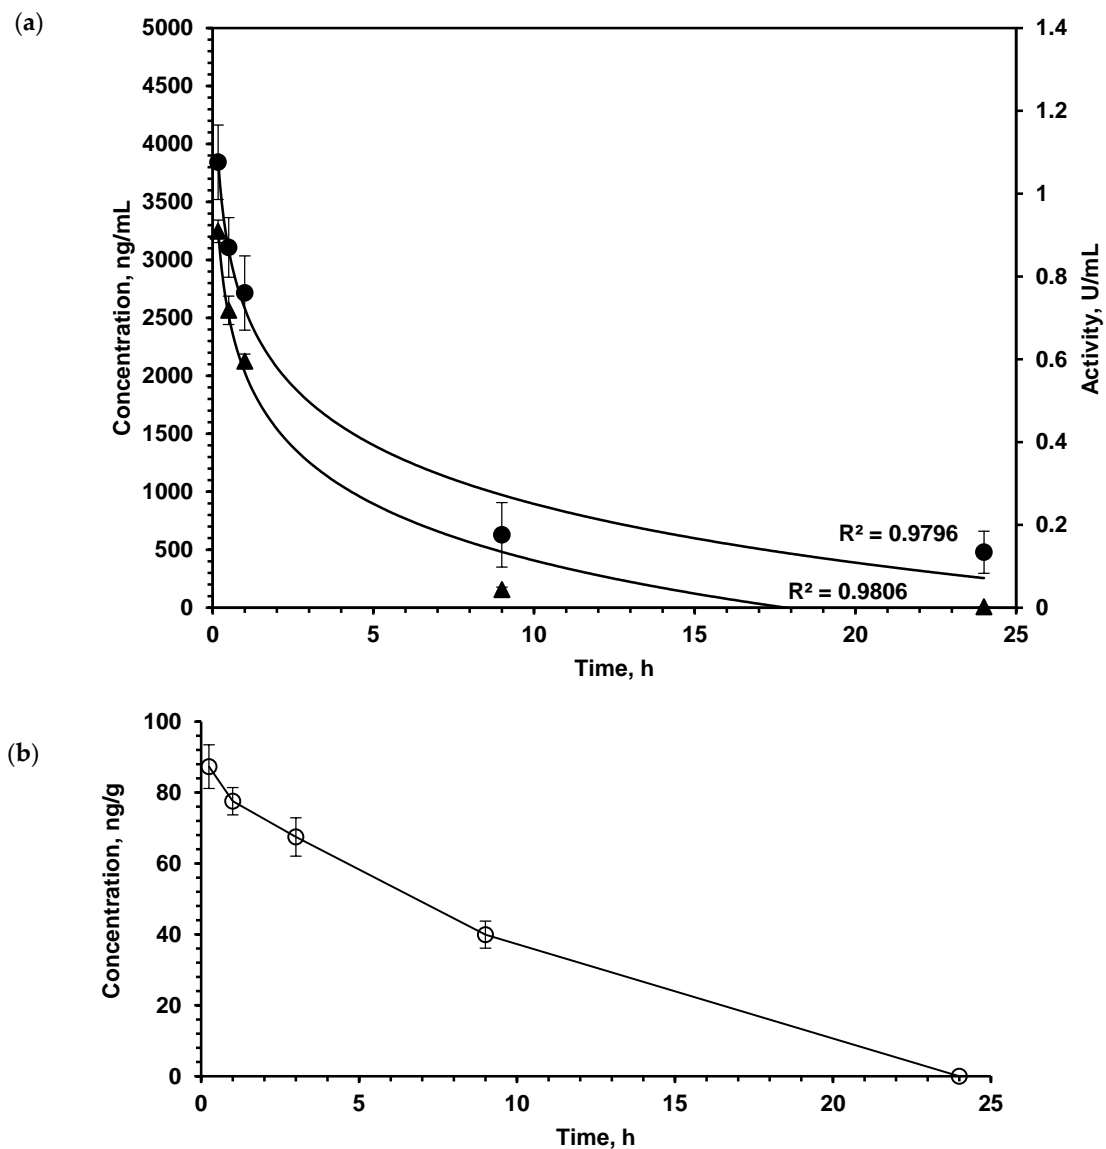 (a)
5000
4500
4000
3500
3000
2500
2000
1500
1000
500
0
Concentration, ng/mL
1.4
1.2
1
0.8
0.6
0.4
0.2
0
Activity, U/mL
R² = 0.9796
R² = 0.9806
0 5 10 15 20 25
Time, h
(b)
100
80
60
40
20
0
Concentration, ng/g
0 5 10 15 20 25
Time, h